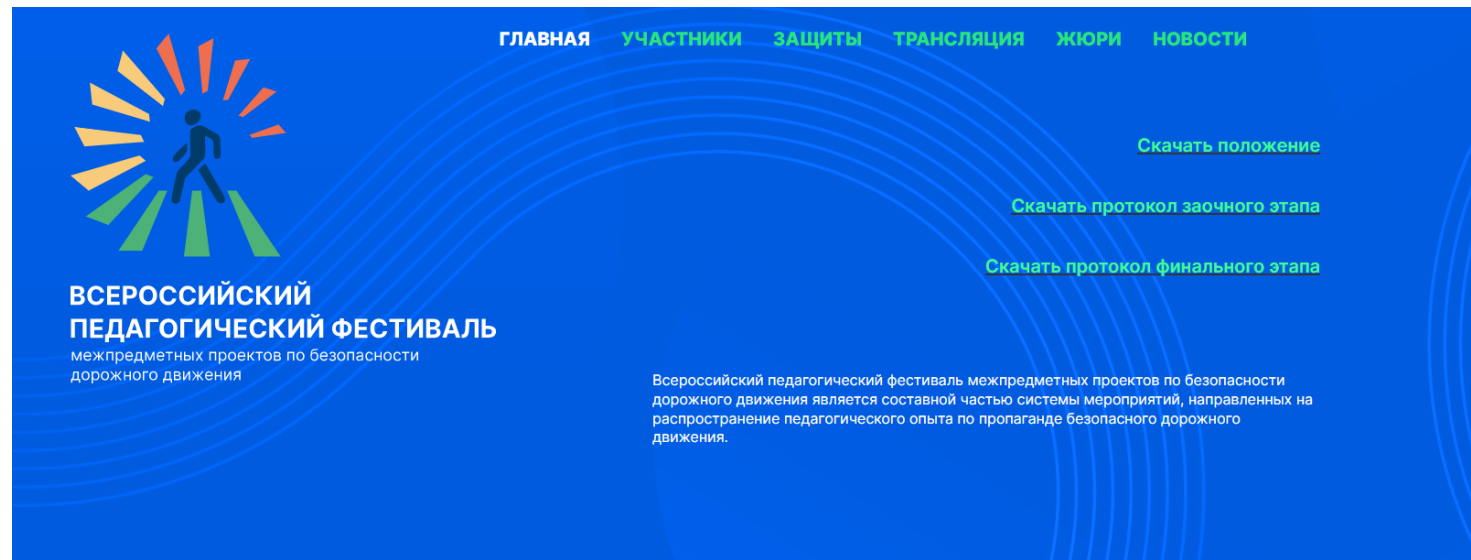 ГЛАВНАЯ УЧАСТНИКИ ЗАЩИТЫ ТРАНСЛЯЦИЯ ЖЮРИ НОВОСТИ
Скачать положение
Скачать протокол заочного этапа
Скачать протокол финального этапа
ВСЕРОССИЙСКИЙ
ПЕДАГОГИЧЕСКИЙ ФЕСТИВАЛЬ
межпредметных проектов по безопасности
дорожного движения
Всероссийский педагогический фестиваль межпредметных проектов по безопасности
дорожного движения является составной частью системы мероприятий, направленных на
распространение педагогического опыта по пропаганде безопасного дорожного
движения.